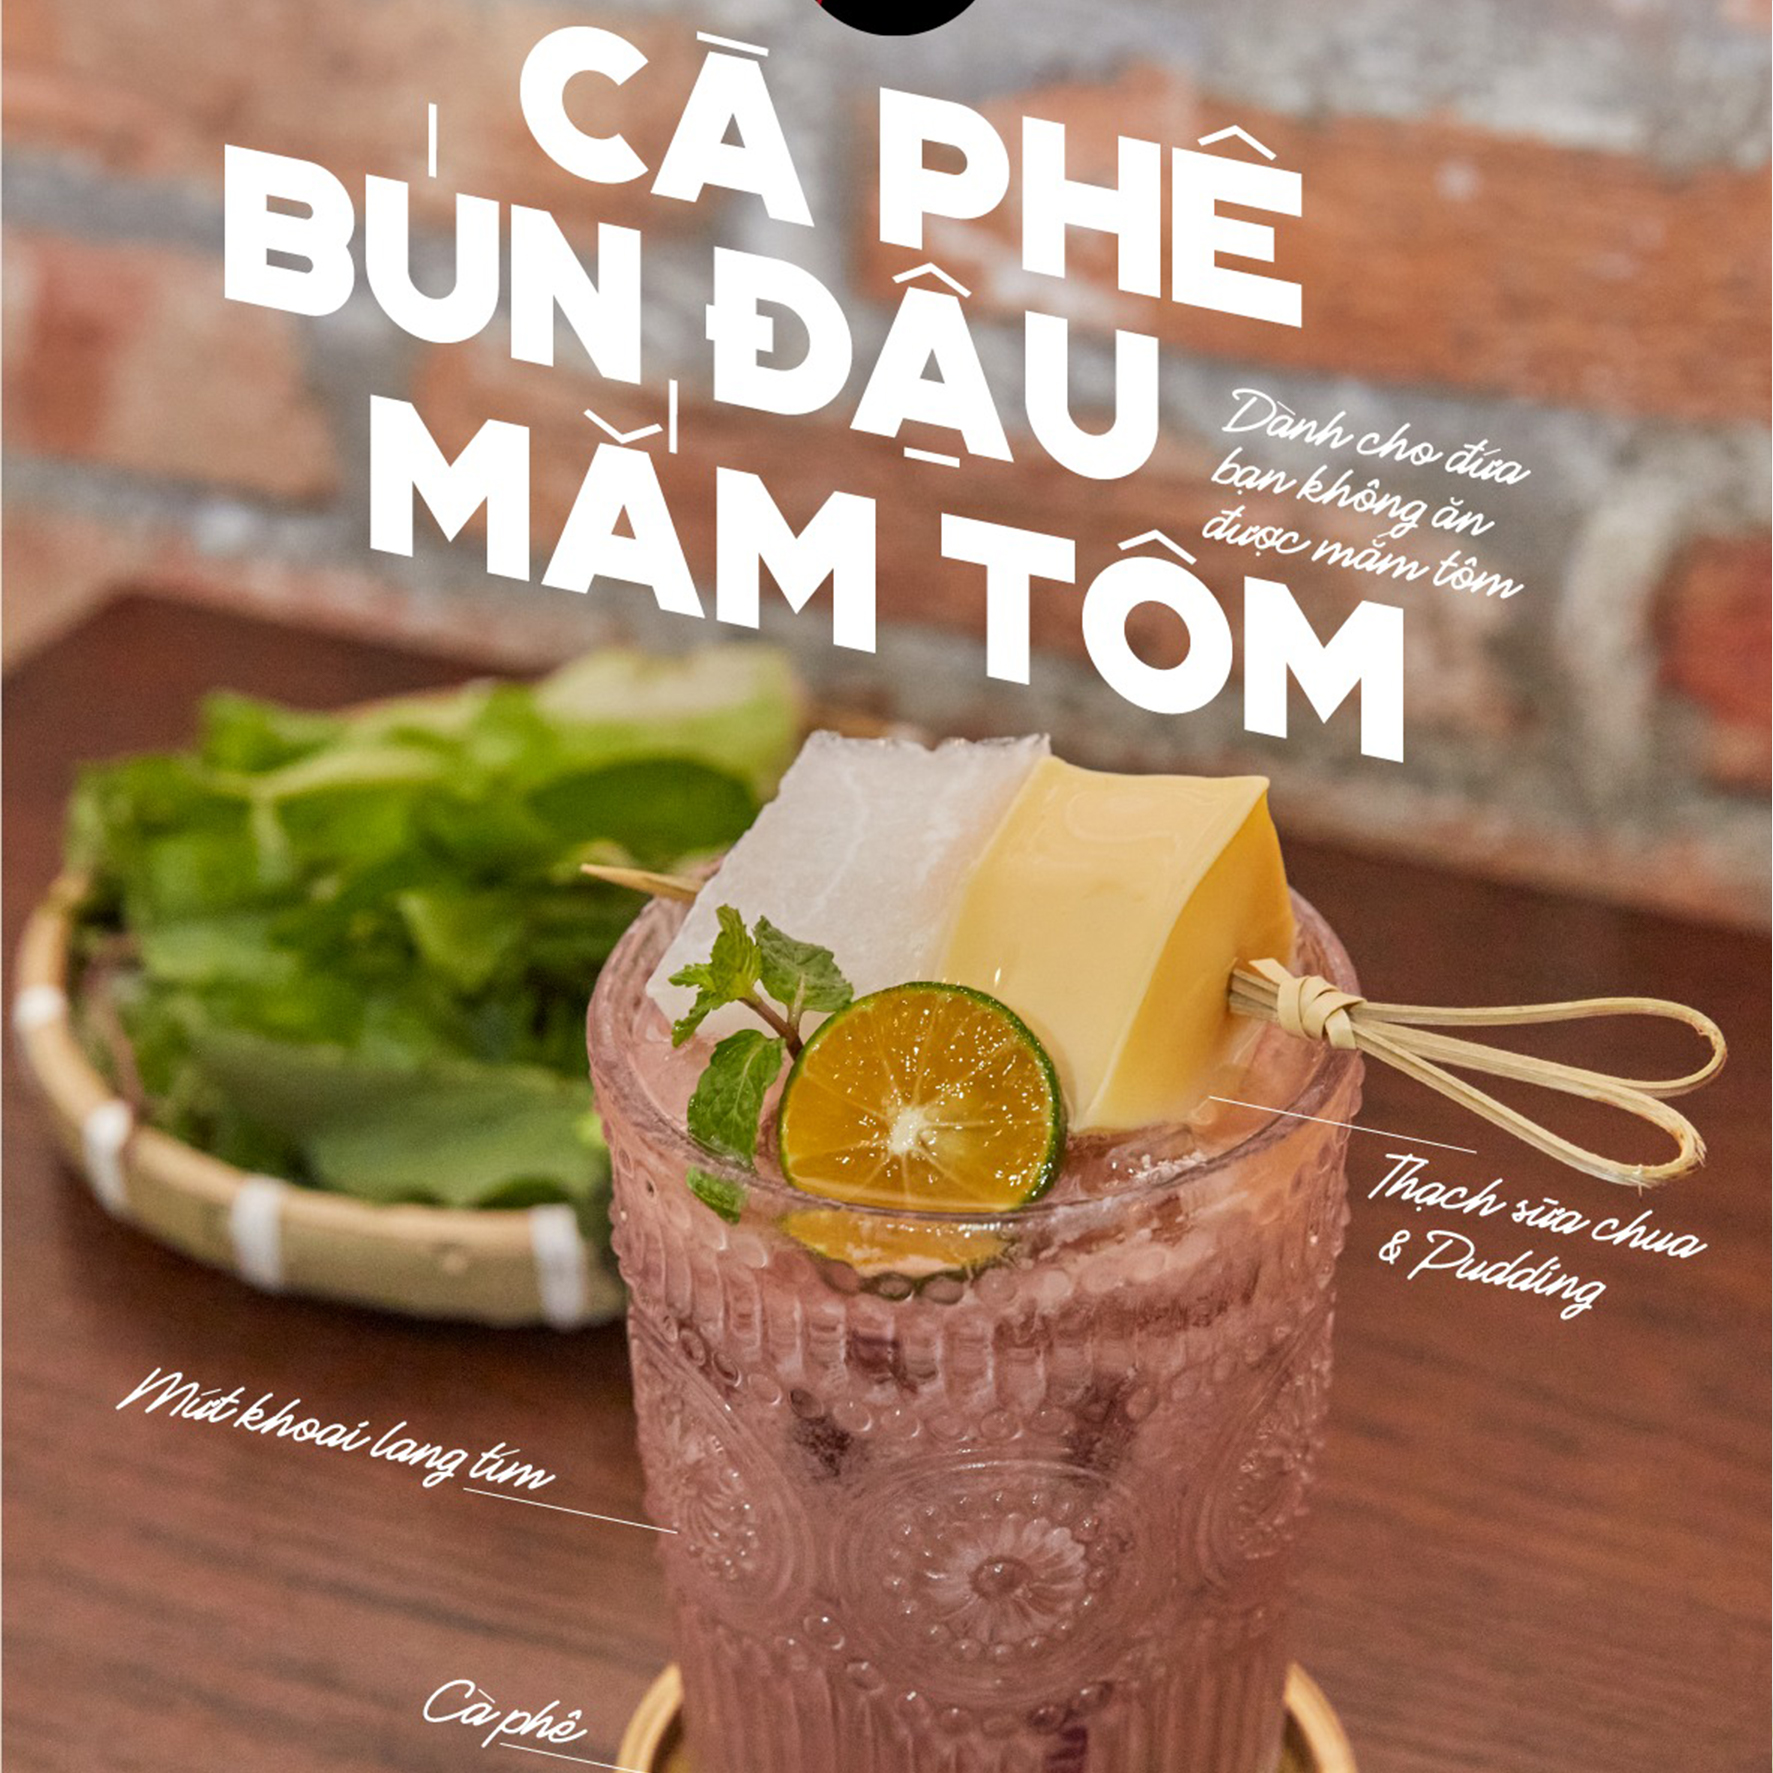 CÀ PHÊ
BÚN ĐẬU
MẮM TÔM
Dành cho đứa
bạn không ăn
được mắm tôm
Thạch sữa chua
& Pudding
Mứt khoai lang tím
Cà phê